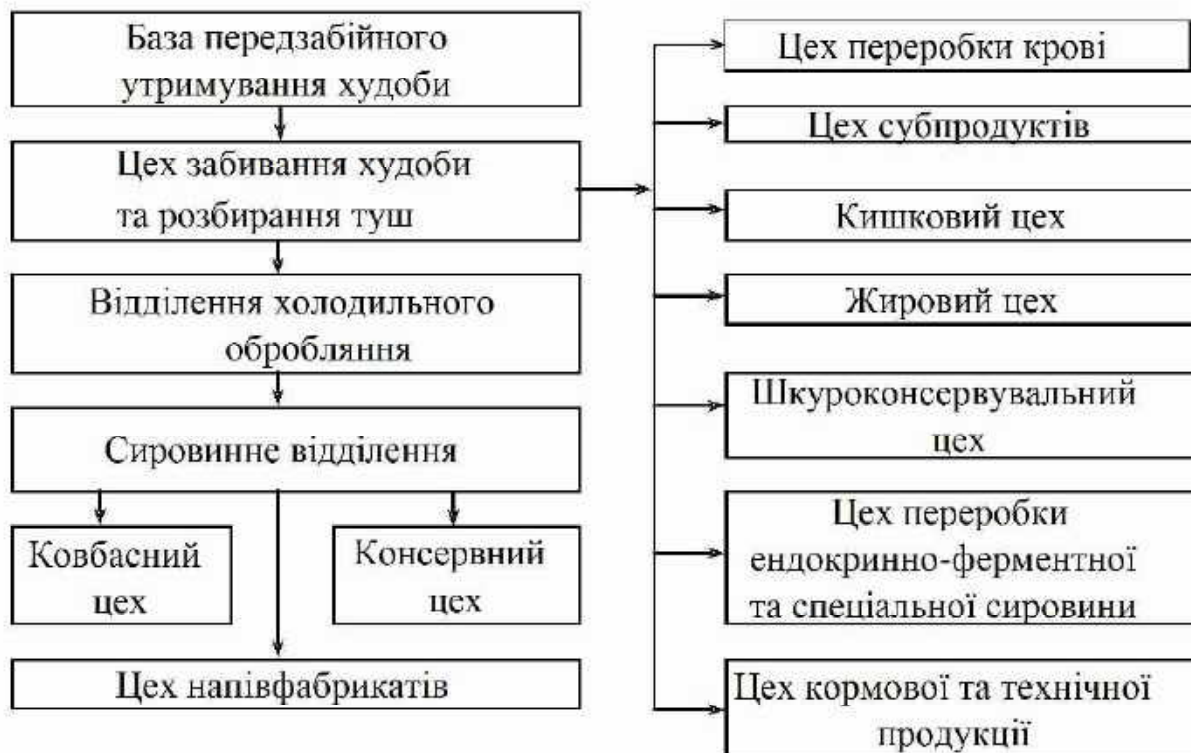 База передзабійного
утримування худоби
Цех забивання худоби
та розбирання туш
Відділення холодильного
обробляння
Сировинне відділення
Ковбасний
цех
Консервний
цех
Цех напівфабрикатів
Цех переробки крові
Цех субпродуктів
Кишковий цех
Жировий цех
Шкуроконсервувальний
цех
Цех переробки
ендокринно-ферментної
та спеціальної сировини
Цех кормової та технічної
продукції